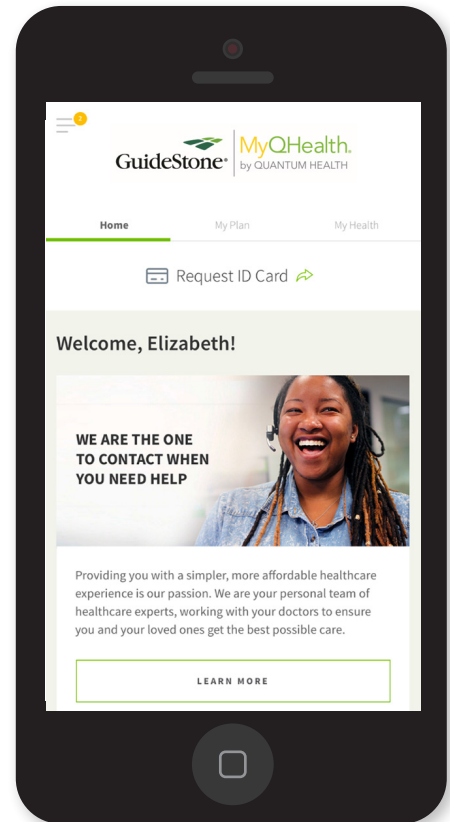 2
GuideStone®
MyQHealth®
by QUANTUM HEALTH
Home My Plan My Health
Request ID Card
Welcome, Elizabeth!
WE ARE THE ONE
TO CONTACT WHEN
YOU NEED HELP
Providing you with a simpler, more affordable healthcare
experience is our passion. We are your personal team of
healthcare experts, working with your doctors to ensure
you and your loved ones get the best possible care.
LEARN MORE